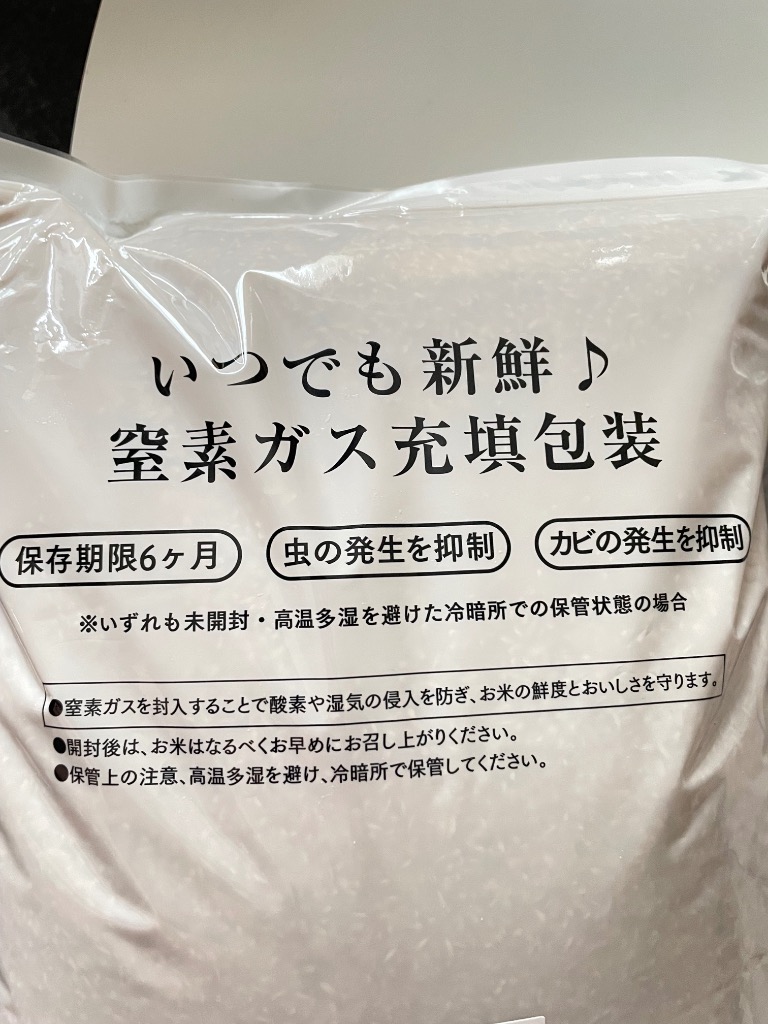 いつでも新鮮♪
窒素ガス充填包装
保存期限6ヶ月 虫の発生を抑制 カビの発生を抑制
※いずれも未開封・高温多湿を避けた冷暗所での保管状態の場合
●窒素ガスを封入することで酸素や湿気の侵入を防ぎ、お米の鮮度とおいしさを守ります。
●開封後は、お米はなるべくお早めにお召し上がりください。
●保管上の注意、高温多湿を避け、冷暗所で保管してください。